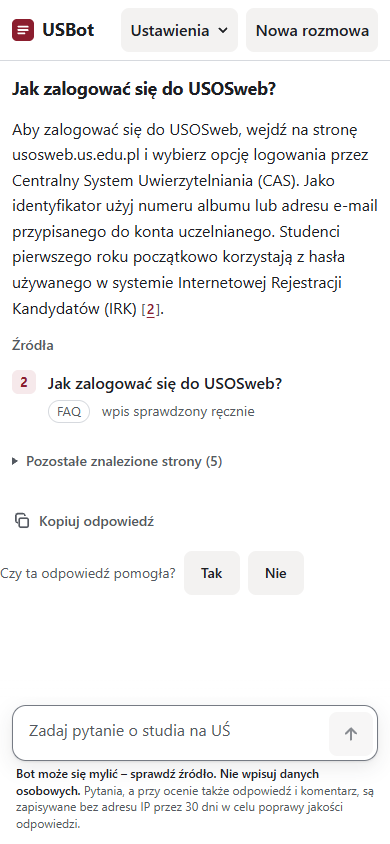 USBot
Ustawienia
Nowa rozmowa
Jak zalogować się do USOSweb?
Aby zalogować się do USOSweb, wejdź na stronę
usosweb.us.edu.pl i wybierz opcję logowania przez
Centralny System Uwierzytelniania (CAS). Jako
identyfikator użyj numeru albumu lub adresu e-mail
przypisanego do konta uczelnianego. Studenci
pierwszego roku początkowo korzystają z hasła
używanego w systemie Internetowej Rejestracji
Kandydatów (IRK) [2].
Źródła
2 Jak zalogować się do USOSweb?
FAQ wpis sprawdzony ręcznie
Pozostałe znalezione strony (5)
Kopiuj odpowiedź
Czy ta odpowiedź pomogła? Tak Nie
Zadaj pytanie o studia na UŚ
Bot może się mylić – sprawdź źródło. Nie wpisuj danych
osobowych. Pytania, a przy ocenie także odpowiedź i komentarz, są
zapisywane bez adresu IP przez 30 dni w celu poprawy jakości
odpowiedzi.